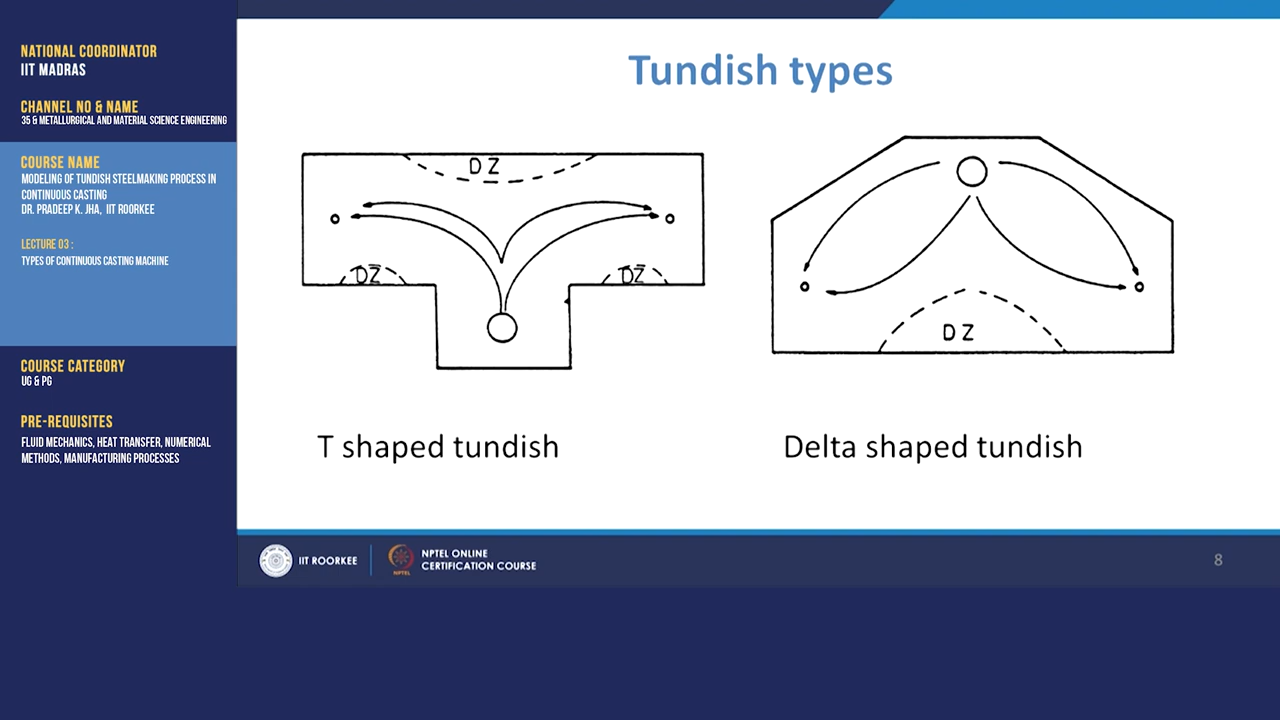 NATIONAL COORDINATOR
IIT MADRAS
CHANNEL NO & NAME
35 & METALLURGICAL AND MATERIAL SCIENCE ENGINEERING
COURSE NAME
MODELING OF TUNDISH STEELMAKING PROCESS IN
CONTINUOUS CASTING
DR. PRADEEP K. JHA, IIT ROORKEE
LECTURE 03 :
TYPES OF CONTINUOUS CASTING MACHINE
COURSE CATEGORY
UG & PG
PRE-REQUISITES
FLUID MECHANICS, HEAT TRANSFER, NUMERICAL
METHODS, MANUFACTURING PROCESSES
Tundish types
DZ
DZ
DZ
DZ
T shaped tundish
Delta shaped tundish
IIT ROORKEE
NPTEL
NPTEL ONLINE
CERTIFICATION COURSE
8